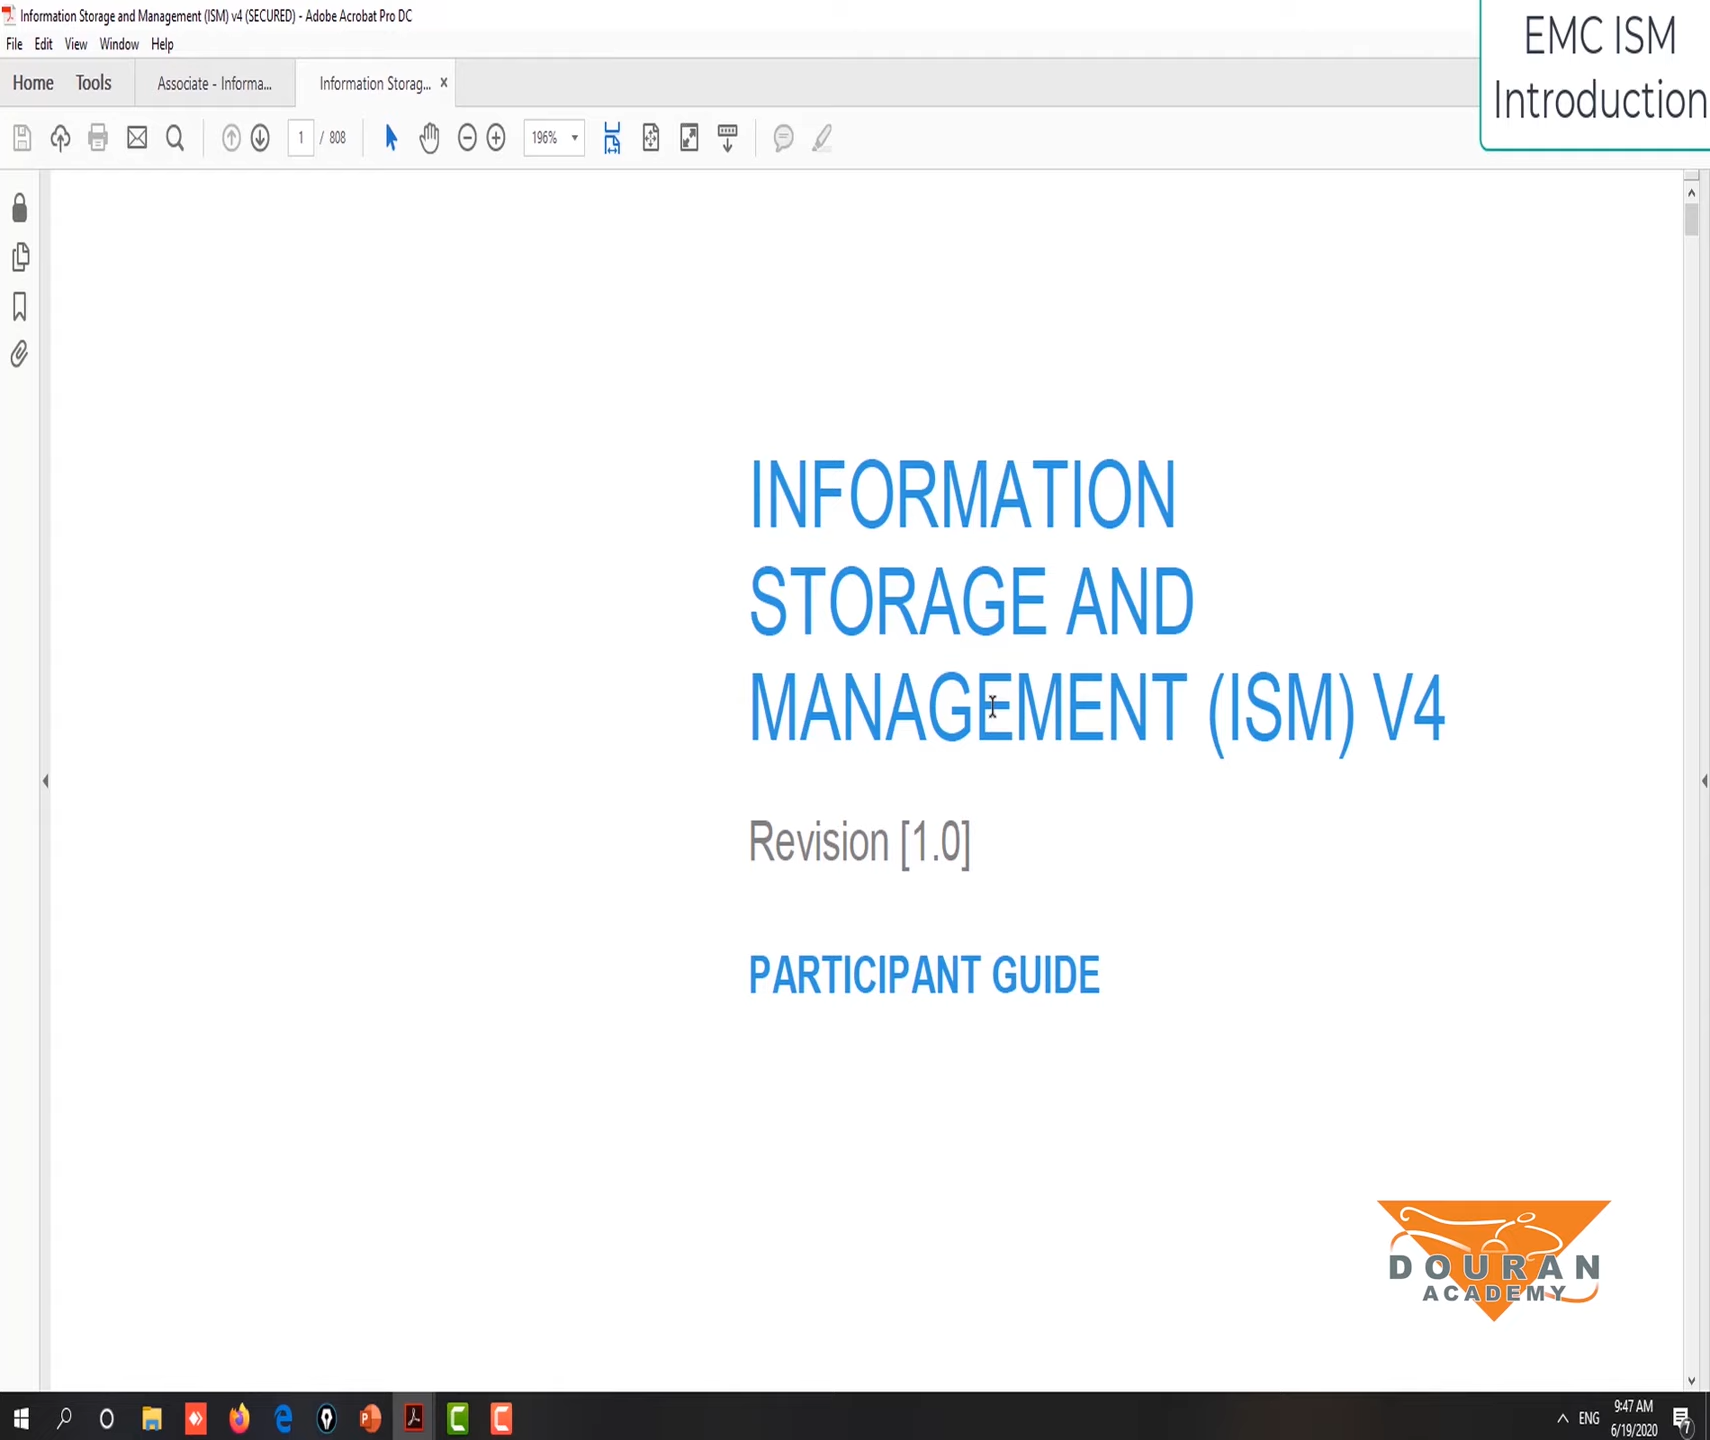 Information Storage and Management (ISM) v4 (SECURED) - Adobe Acrobat Pro DC
File Edit View Window Help
EMC ISM
Introduction
Home Tools Associate - Informa... Information Storag... ×
1 / 808 196%
INFORMATION
STORAGE AND
MANAGEMENT (ISM) V4
Revision [1.0]
PARTICIPANT GUIDE
DOURAN
ACADEMY
ENG 9:47 AM
6/19/2020 7